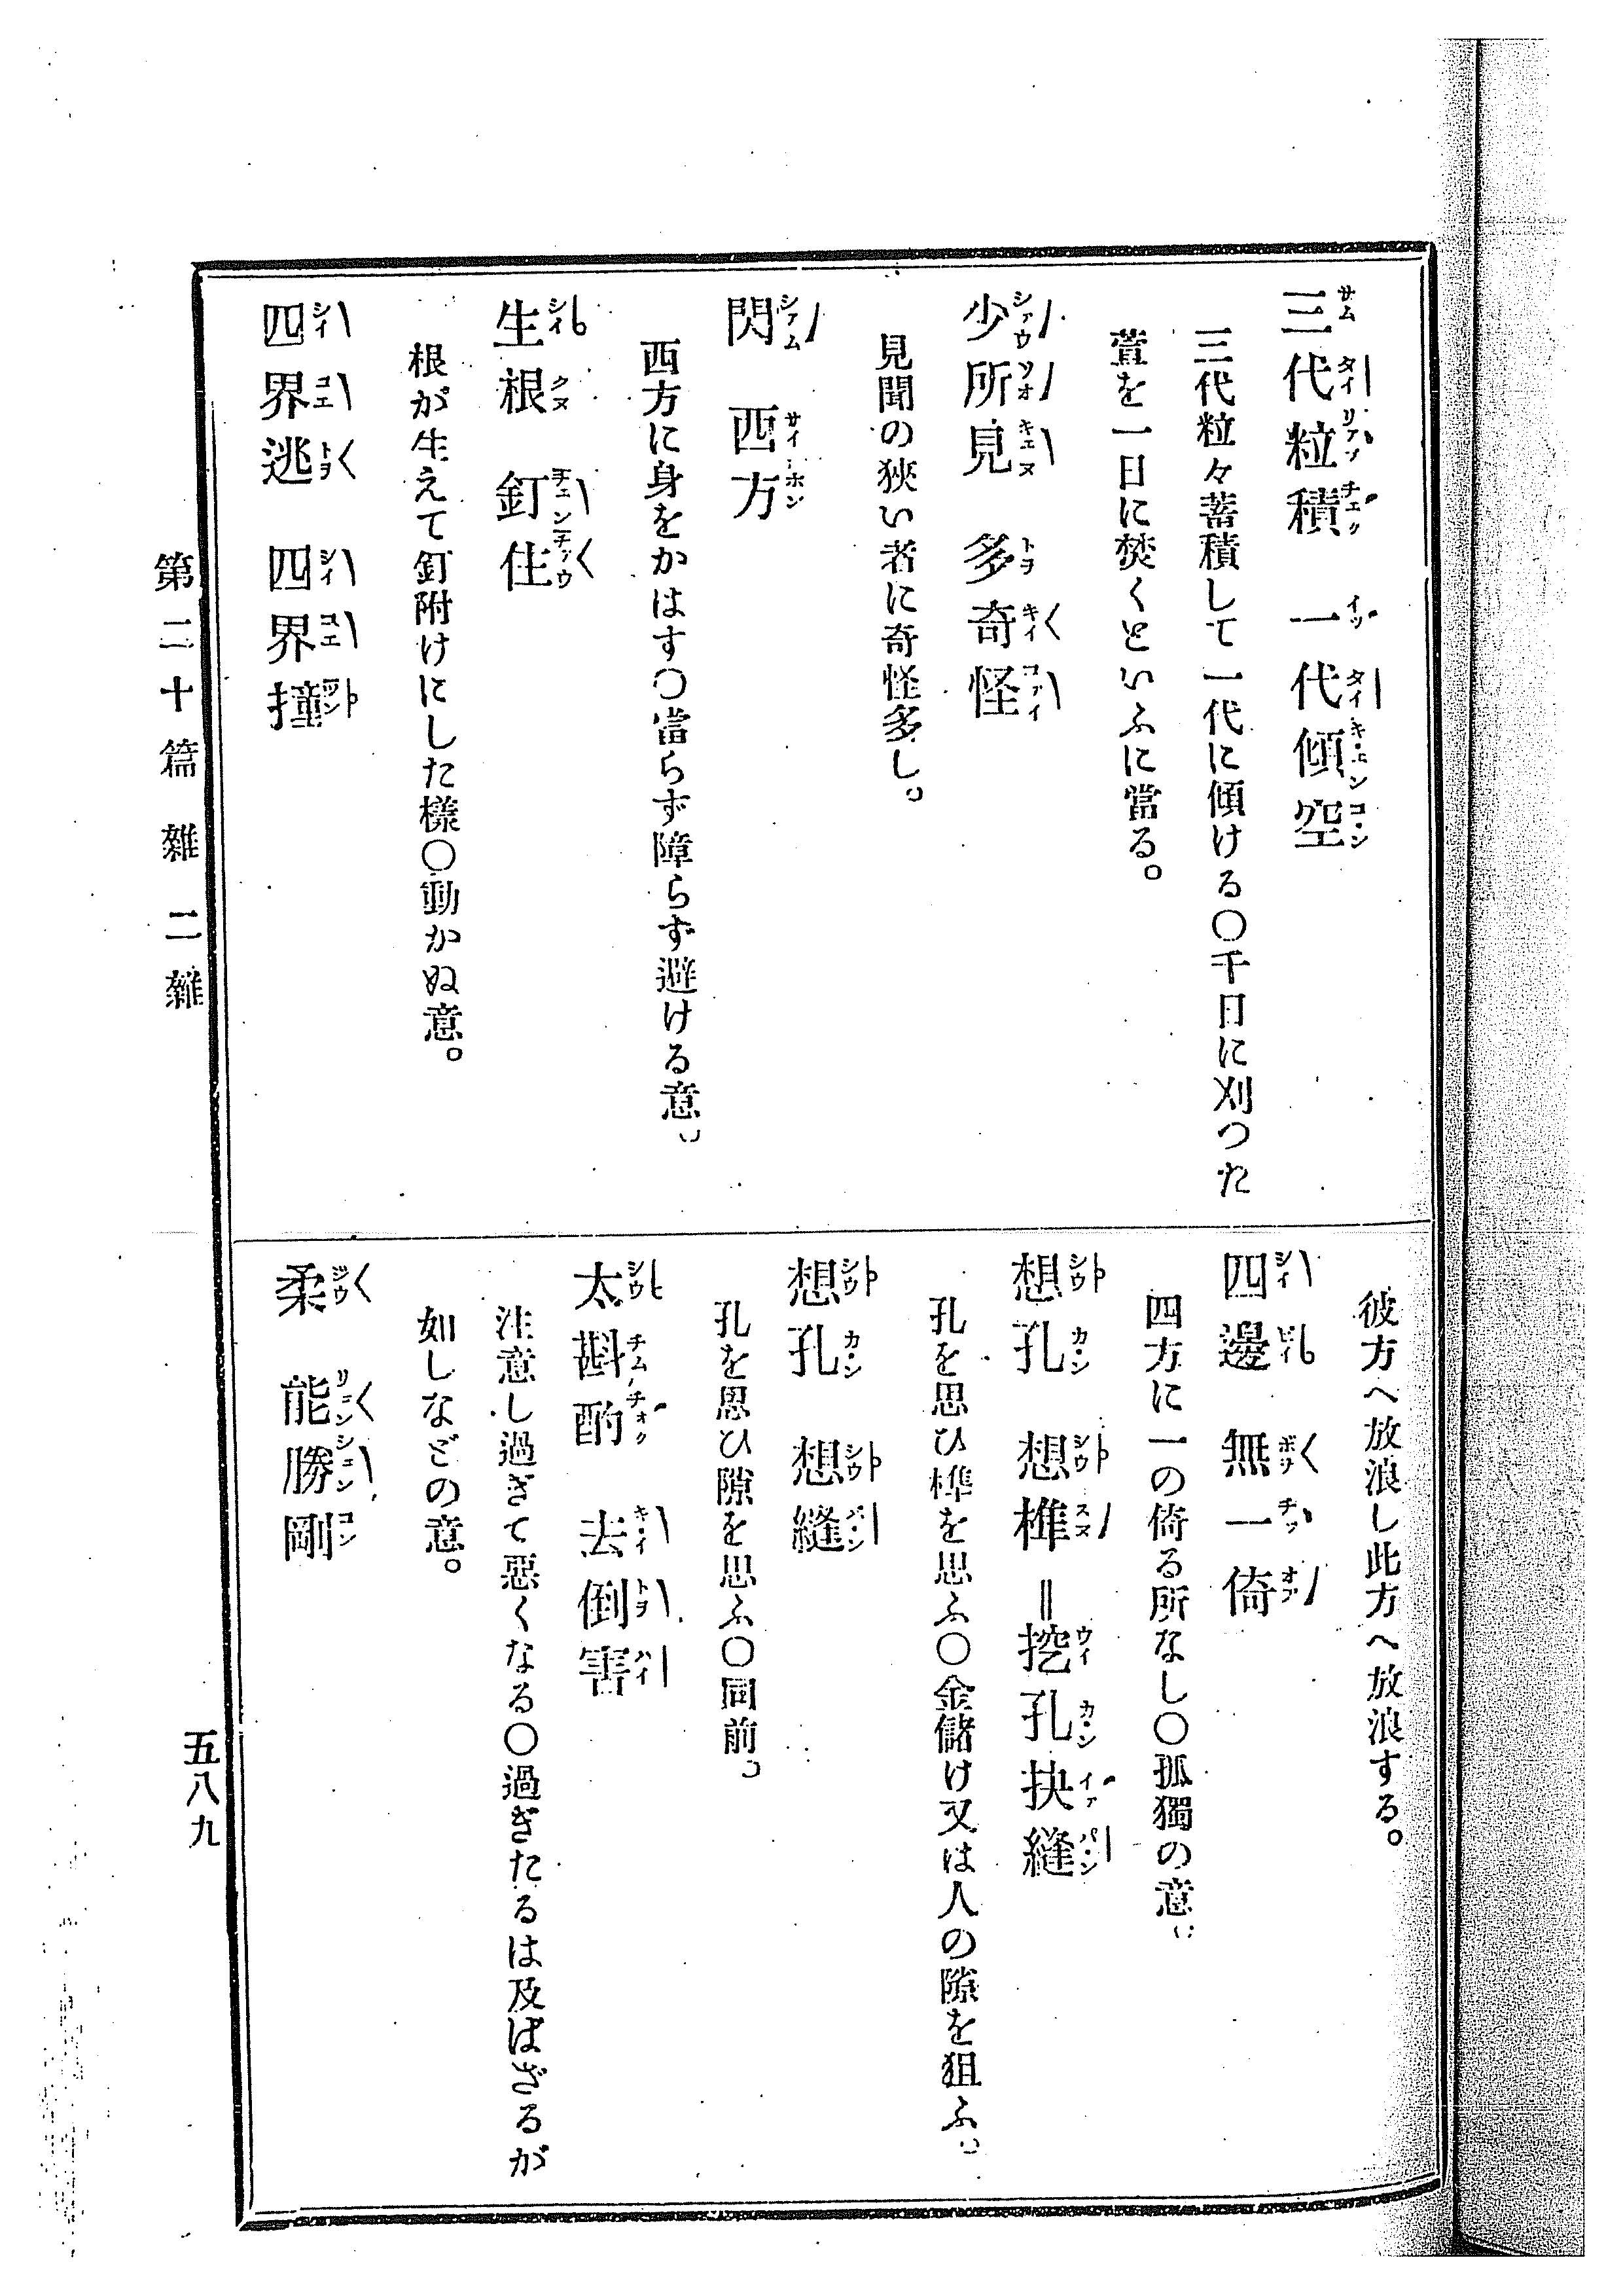 三代粒積　一代傾空
三代粒々蓄積して一代に傾ける〇千日に刈つた
萱を一日に焚くといふに當る。
少所見　多奇怪
見聞の狹い者に奇怪多し。
閃　西方
西方に身をかはす〇當らず障らず避ける意。
生根　釘住
根が生えて釘附けにした樣〇動かぬ意。
四界逃　四界撞
彼方へ放浪し此方へ放浪する。
四邊　無一倚
四方に一の倚る所なし〇孤獨の意。
想孔　想榫＝挖孔抉縫
孔を思ひ榫を思ふ〇金儲け又は人の隙を狙ふ。
想孔　想縫
孔を思ひ隙を思ふ〇同前。
太斟酌　去倒害
注意し過ぎて惡くなる〇過ぎたるは及ばざるが
如しなどの意。
柔　能勝剛
第二十篇　雜　二　雜
五八九